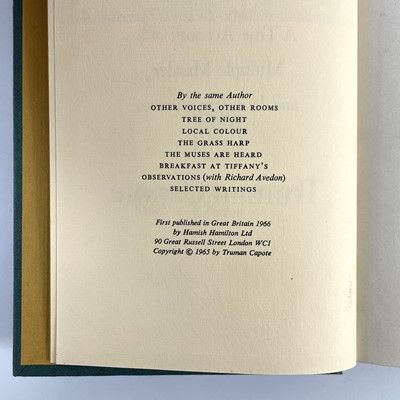 By the same Author
OTHER VOICES, OTHER ROOMS
TREE OF NIGHT
LOCAL COLOUR
THE GRASS HARP
THE MUSES ARE HEARD
BREAKFAST AT TIFFANY'S
OBSERVATIONS (with Richard Avedon)
SELECTED WRITINGS
First published in Great Britain 1966
by Hamish Hamilton Ltd
90 Great Russell Street London WC1
Copyright © 1965 by Truman Capote